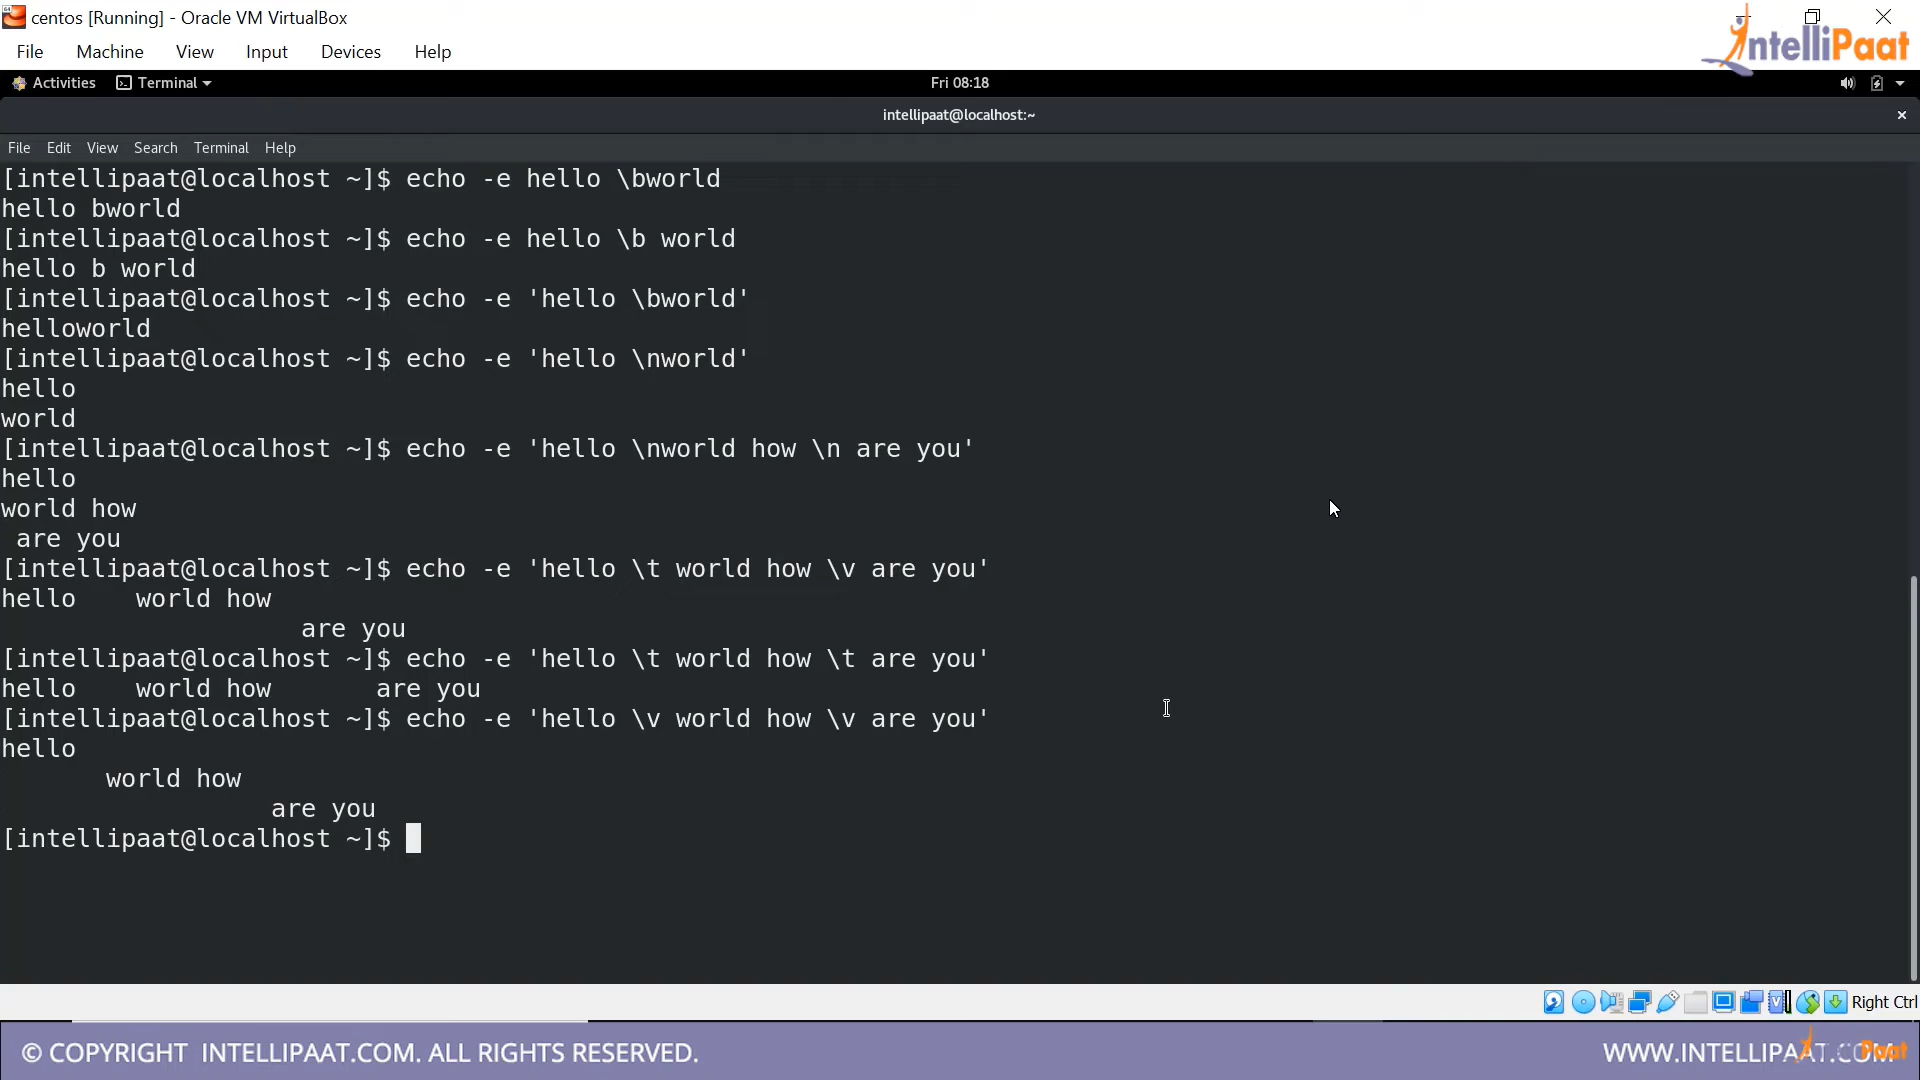 centos [Running] - Oracle VM VirtualBox
IntelliPaat
File Machine View Input Devices Help
Activities Terminal Fri 08:18
intellipaat@localhost:~
File Edit View Search Terminal Help
[intellipaat@localhost ~]$ echo -e hello \bworld
hello bworld
[intellipaat@localhost ~]$ echo -e hello \b world
hello b world
[intellipaat@localhost ~]$ echo -e 'hello \bworld'
helloworld
[intellipaat@localhost ~]$ echo -e 'hello \nworld'
hello
world
[intellipaat@localhost ~]$ echo -e 'hello \nworld how \n are you'
hello
world how
 are you
[intellipaat@localhost ~]$ echo -e 'hello \t world how \v are you'
hello    world how
                    are you
[intellipaat@localhost ~]$ echo -e 'hello \t world how \t are you'
hello    world how       are you
[intellipaat@localhost ~]$ echo -e 'hello \v world how \v are you'
hello
       world how
                  are you
[intellipaat@localhost ~]$
Right Ctrl
© COPYRIGHT INTELLIPAAT.COM. ALL RIGHTS RESERVED. WWW.INTELLIPAAT.COM